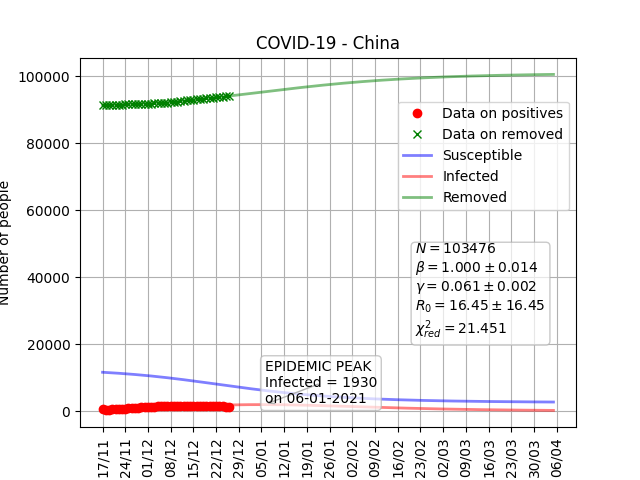 COVID-19 - China
Number of people
100000
80000
60000
40000
20000
0
Data on positives
Data on removed
Susceptible
Infected
Removed
N = 103476
β = 1.000 ± 0.014
γ = 0.061 ± 0.002
R₀ = 16.45 ± 16.45
χ²red = 21.451
EPIDEMIC PEAK
Infected = 1930
on 06-01-2021
17/11
24/11
01/12
08/12
15/12
22/12
29/12
05/01
12/01
19/01
26/01
02/02
09/02
16/02
23/02
02/03
09/03
16/03
23/03
30/03
06/04